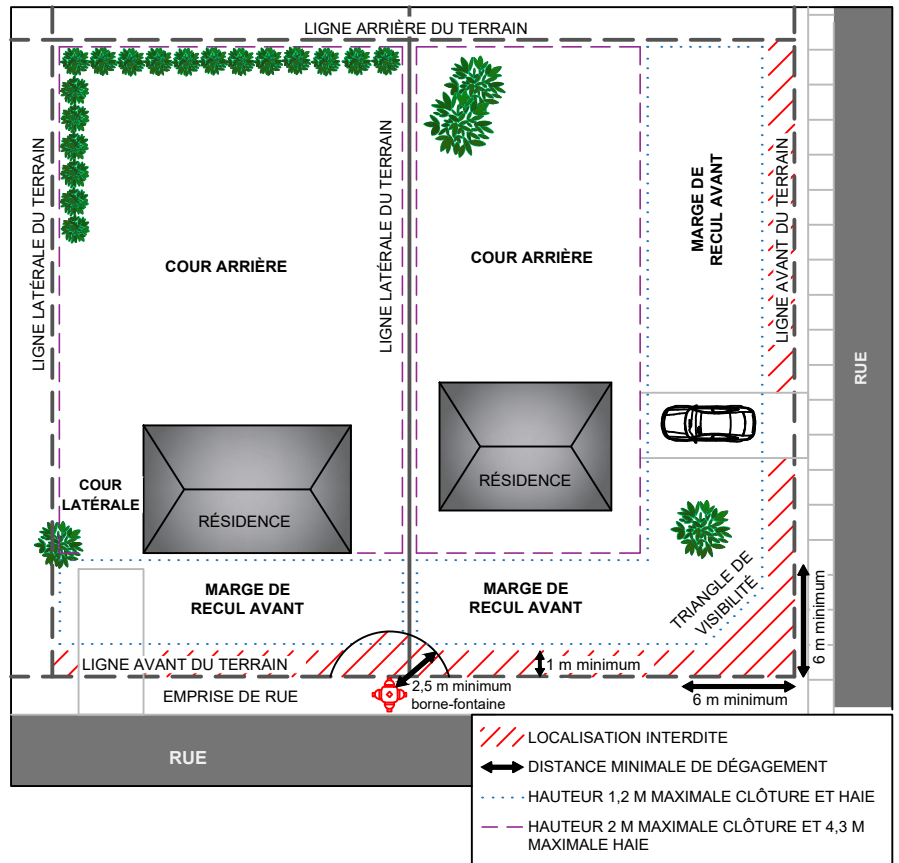 LIGNE ARRIÈRE DU TERRAIN
LIGNE LATÉRALE DU TERRAIN
LIGNE LATÉRALE DU TERRAIN
MARGE DE
RECUL AVANT
LIGNE AVANT DU TERRAIN
RUE
COUR ARRIÈRE
COUR ARRIÈRE
COUR
LATÉRALE
RÉSIDENCE
RÉSIDENCE
MARGE DE
RECUL AVANT
MARGE DE
RECUL AVANT
TRIANGLE DE
VISIBILITÉ
6 m minimum
LIGNE AVANT DU TERRAIN
1 m minimum
EMPRISE DE RUE
2,5 m minimum
borne-fontaine
6 m minimum
RUE
LOCALISATION INTERDITE
DISTANCE MINIMALE DE DÉGAGEMENT
HAUTEUR 1,2 M MAXIMALE CLÔTURE ET HAIE
HAUTEUR 2 M MAXIMALE CLÔTURE ET 4,3 M
MAXIMALE HAIE